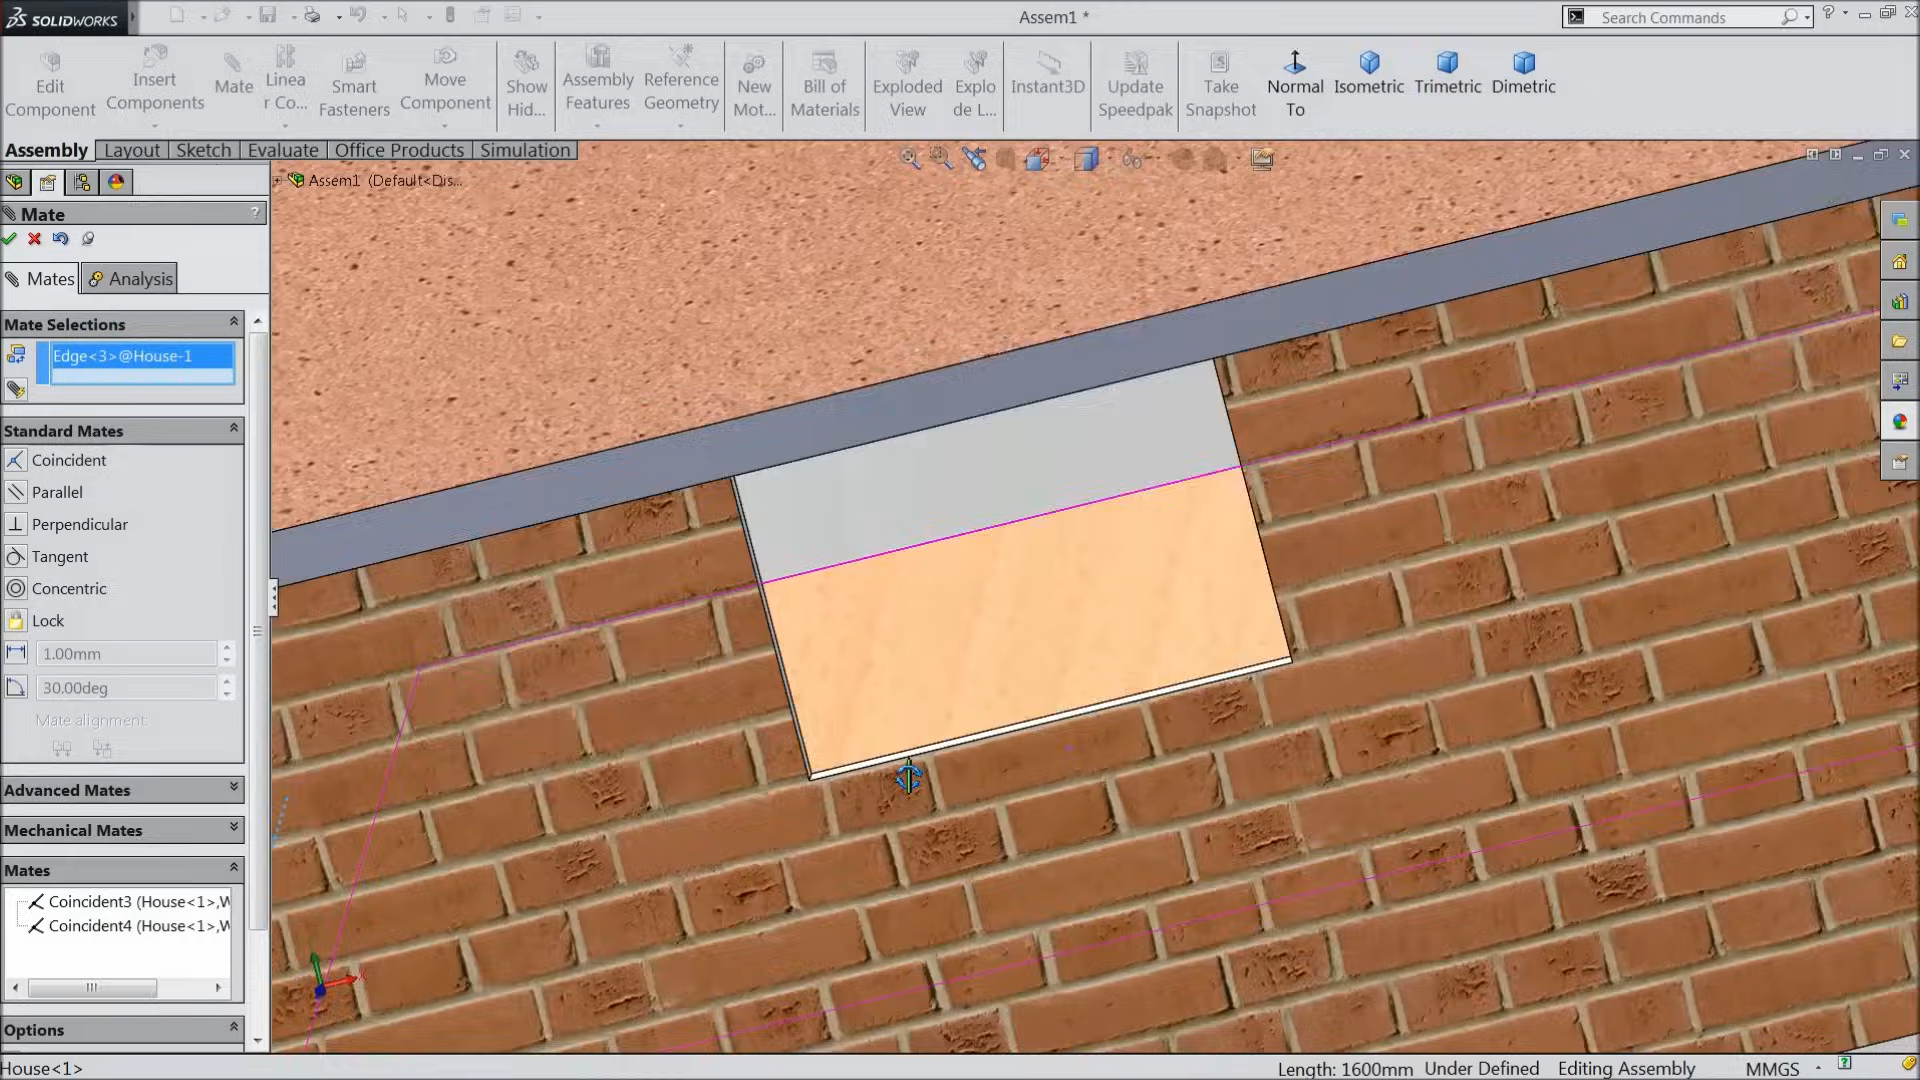 SOLIDWORKS
Assem1 *
Search Commands
Edit Component
Insert Components
Mate
Linea r Co...
Smart Fasteners
Move Component
Show Hid...
Assembly Features
Reference Geometry
New Mot...
Bill of Materials
Exploded View
Explo de L...
Instant3D
Update Speedpak
Take Snapshot
Normal To
Isometric
Trimetric
Dimetric
Assembly
Layout
Sketch
Evaluate
Office Products
Simulation
Assem1 (Default<Dis...
Mate
?
Mates
Analysis
Mate Selections
Edge<3>@House-1
Standard Mates
Coincident
Parallel
Perpendicular
Tangent
Concentric
Lock
1.00mm
30.00deg
Mate alignment:
Advanced Mates
Mechanical Mates
Mates
Coincident3 (House<1>,W
Coincident4 (House<1>,W
Options
House<1>
Length: 1600mm Under Defined Editing Assembly MMGS